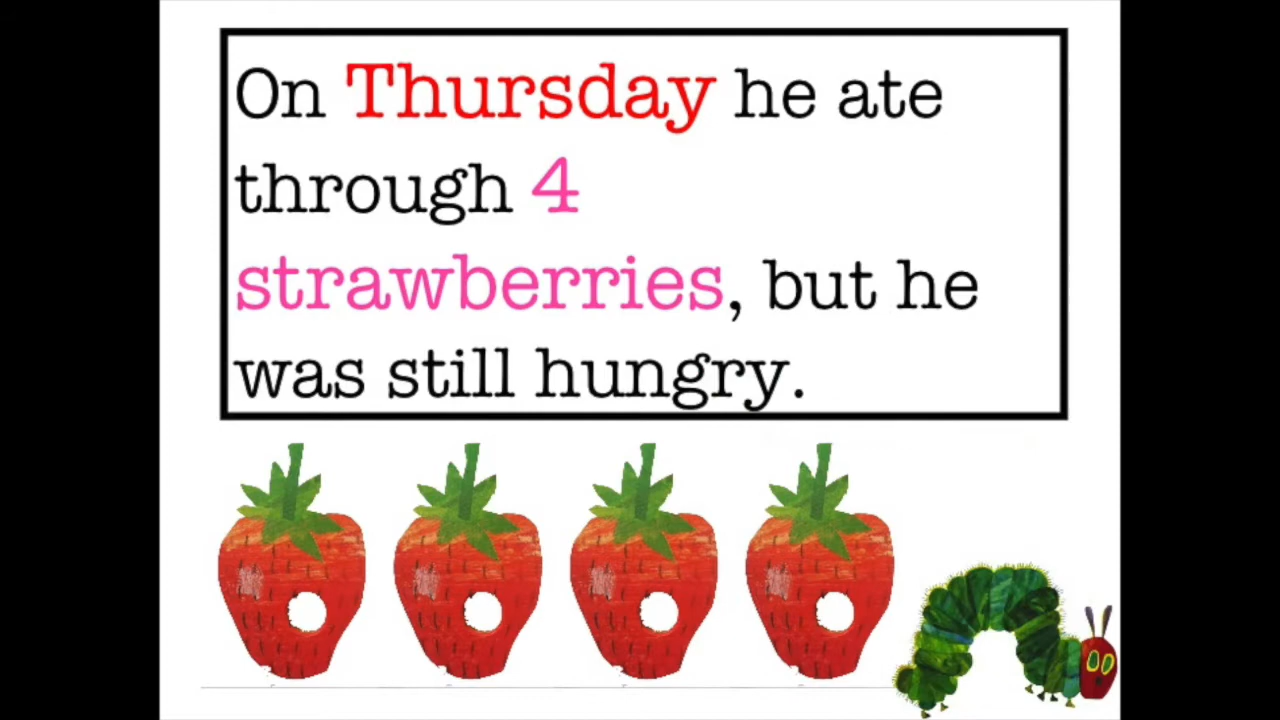 On Thursday he ate
through 4
strawberries, but he
was still hungry.